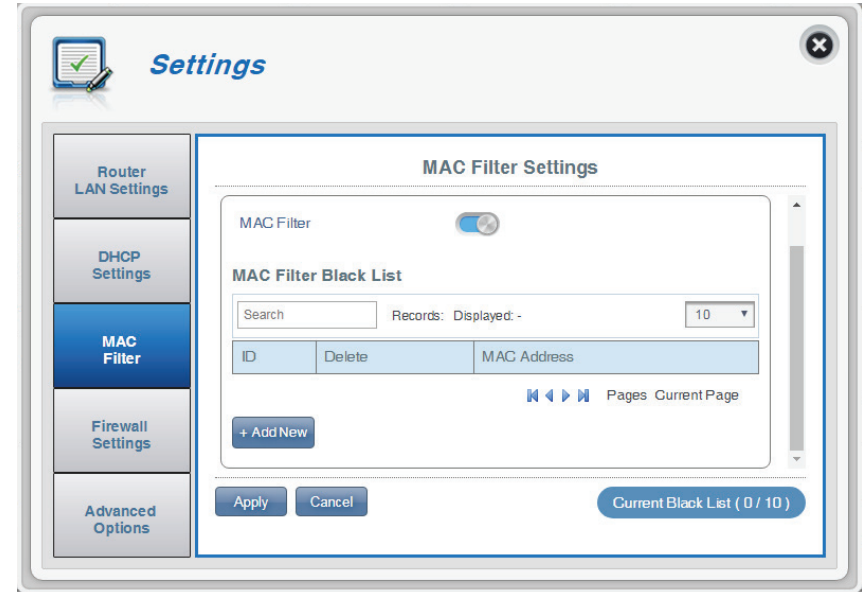 Settings
Router
LAN Settings
DHCP
Settings
MAC
Filter
Firewall
Settings
Advanced
Options
MAC Filter Settings
MAC Filter
MAC Filter Black List
Search Records: Displayed: - 10
ID Delete MAC Address
Pages Current Page
+ Add New
Apply Cancel Current Black List ( 0 / 10 )